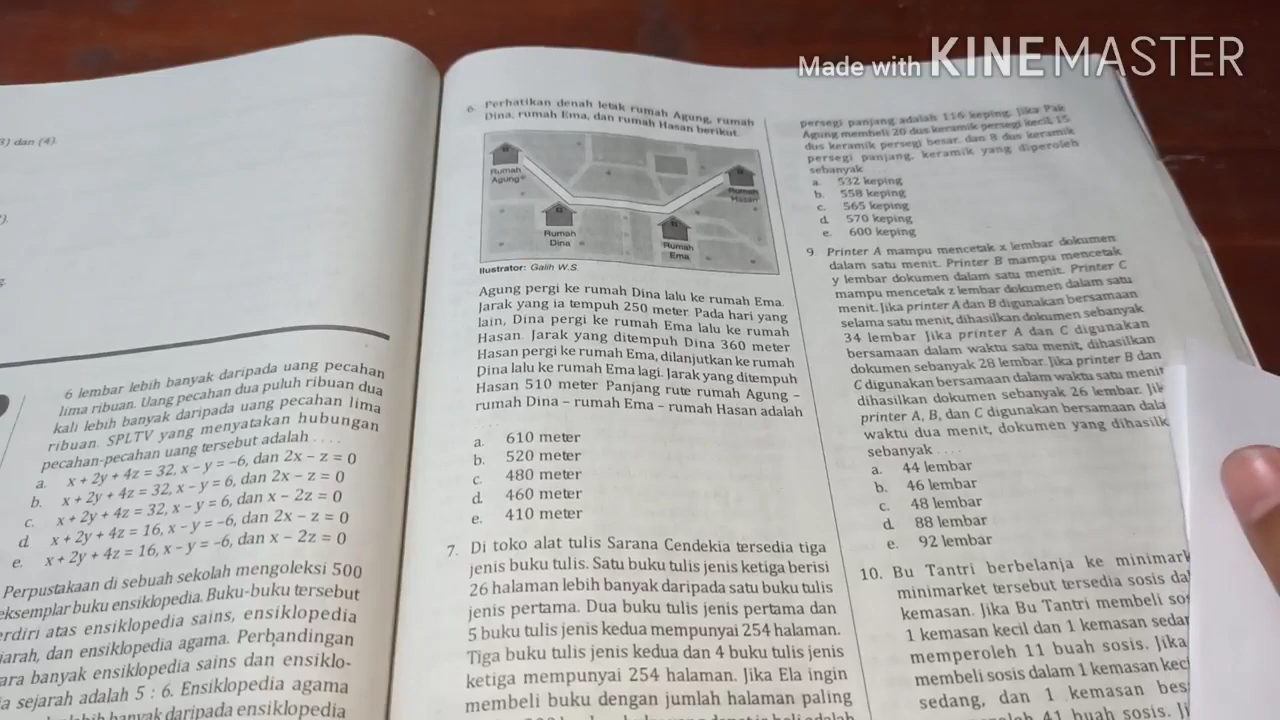 Made with KINEMASTER
3) dan (4).
6 lembar lebih banyak daripada uang pecahan
lima ribuan. Uang pecahan dua puluh ribuan dua
kali lebih banyak daripada uang pecahan lima
ribuan. SPLTV yang menyatakan hubungan
pecahan-pecahan uang tersebut adalah . . . .
a. x + 2y + 4z = 32, x – y = –6, dan 2x – z = 0
b. x + 2y + 4z = 32, x – y = 6, dan 2x – z = 0
c. x + 2y + 4z = 32, x – y = 6, dan x – 2z = 0
d. x + 2y + 4z = 16, x – y = –6, dan 2x – z = 0
e. x + 2y + 4z = 16, x – y = –6, dan x – 2z = 0
Perpustakaan di sebuah sekolah mengoleksi 500
eksemplar buku ensiklopedia. Buku-buku tersebut
erdiri atas ensiklopedia sains, ensiklopedia
jarah, dan ensiklopedia agama. Perbandingan
ara banyak ensiklopedia sains dan ensiklo-
a sejarah adalah 5 : 6. Ensiklopedia agama
lebih banyak daripada ensiklopedia
6. Perhatikan denah letak rumah Agung, rumah
Dina, rumah Ema, dan rumah Hasan berikut.
Rumah
Agung
Rumah
Dina
Rumah
Ema
Rumah
Hasan
Ilustrator: Galih W.S.
Agung pergi ke rumah Dina lalu ke rumah Ema.
Jarak yang ia tempuh 250 meter. Pada hari yang
lain, Dina pergi ke rumah Ema lalu ke rumah
Hasan. Jarak yang ditempuh Dina 360 meter
Hasan pergi ke rumah Ema, dilanjutkan ke rumah
Dina lalu ke rumah Ema lagi. Jarak yang ditempuh
Hasan 510 meter Panjang rute rumah Agung –
rumah Dina – rumah Ema – rumah Hasan adalah
a. 610 meter
b. 520 meter
c. 480 meter
d. 460 meter
e. 410 meter
7. Di toko alat tulis Sarana Cendekia tersedia tiga
jenis buku tulis. Satu buku tulis jenis ketiga berisi
26 halaman lebih banyak daripada satu buku tulis
jenis pertama. Dua buku tulis jenis pertama dan
5 buku tulis jenis kedua mempunyai 254 halaman.
Tiga buku tulis jenis kedua dan 4 buku tulis jenis
ketiga mempunyai 254 halaman. Jika Ela ingin
membeli buku dengan jumlah halaman paling
persegi panjang adalah 116 keping. Jika Pak
Agung membeli 20 dus keramik persegi kecil, 15
dus keramik persegi besar, dan 8 dus keramik
persegi panjang, keramik yang diperoleh
sebanyak
a. 532 keping
b. 558 keping
c. 565 keping
d. 570 keping
e. 600 keping
9 Printer A mampu mencetak x lembar dokumen
dalam satu menit. Printer B mampu mencetak
y lembar dokumen dalam satu menit. Printer C
mampu mencetak z lembar dokumen dalam satu
menit. Jika printer A dan B digunakan bersamaan
selama satu menit, dihasilkan dokumen sebanyak
34 lembar Jika printer A dan C digunakan
bersamaan dalam waktu satu menit, dihasilkan
dokumen sebanyak 28 lembar. Jika printer B dan
C digunakan bersamaan dalam waktu satu menit
dihasilkan dokumen sebanyak 26 lembar. Jik
printer A, B, dan C digunakan bersamaan dala
waktu dua menit, dokumen yang dihasilk
sebanyak . . . .
a. 44 lembar
b. 46 lembar
c. 48 lembar
d. 88 lembar
e. 92 lembar
10. Bu Tantri berbelanja ke minimark
minimarket tersebut tersedia sosis da
kemasan. Jika Bu Tantri membeli sos
1 kemasan kecil dan 1 kemasan sedan
memperoleh 11 buah sosis. Jika
membeli sosis dalam 1 kemasan keci
sedang, dan 1 kemasan bes
41 buah sosis. Ji